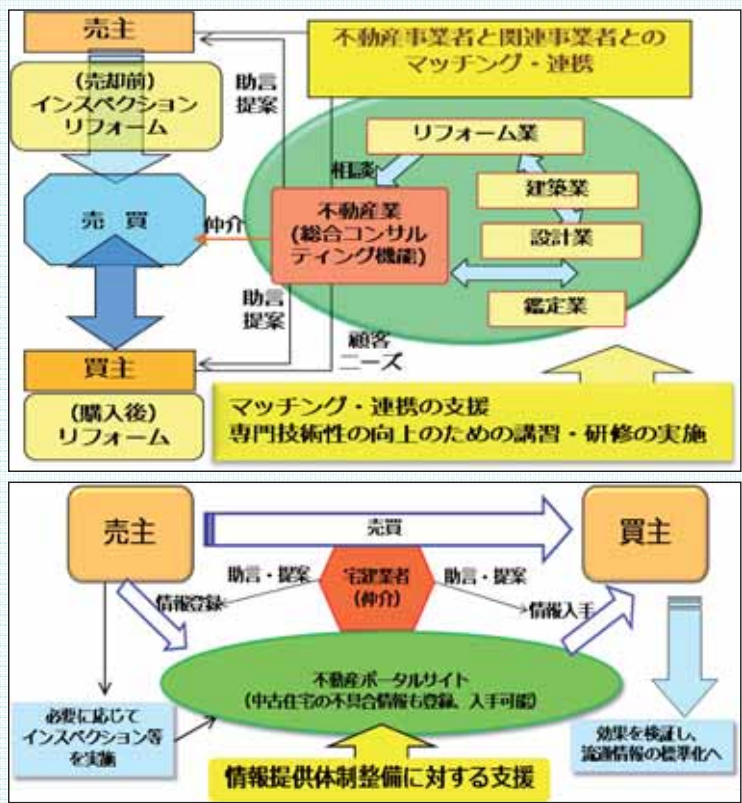 売主
不動産事業者と関連事業者との
マッチング・連携
(売却前)
インスペクション
リフォーム
助言
提案
リフォーム業
相談
建築業
売 買
仲介
不動産業
(総合コンサル
ティング機能)
設計業
鑑定業
助言
提案
顧客
ニーズ
買主
(購入後)
リフォーム
マッチング・連携の支援
専門技術性の向上のための講習・研修の実施
売主
売買
買主
助言・提案
宅建業者
(仲介)
助言・提案
情報登録
情報入手
不動産ポータルサイト
(中古住宅の不具合情報も登録、入手可能)
必要に応じて
インスペクション等
を実施
効果を検証し、
流通情報の標準化へ
情報提供体制整備に対する支援